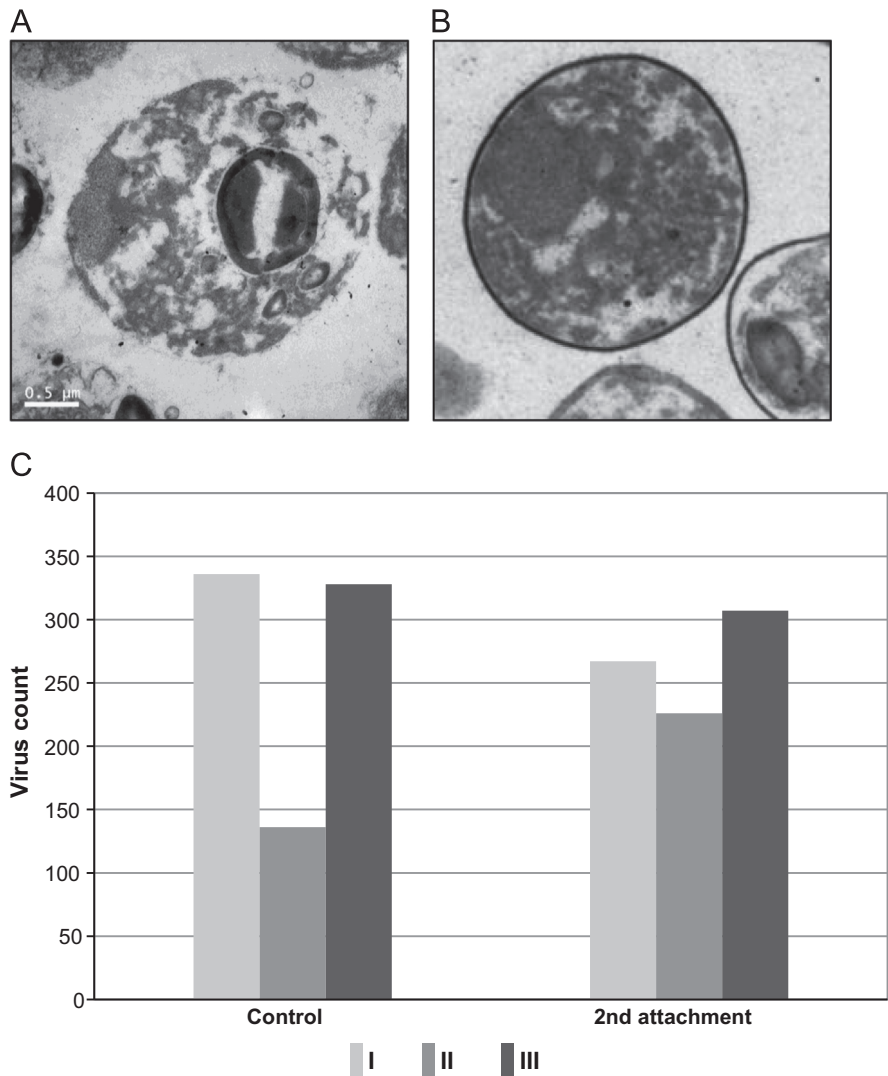 A
B
0.5 µm
C
400
350
300
250
200
150
100
50
0
Virus count
Control
2nd attachment
I
II
III